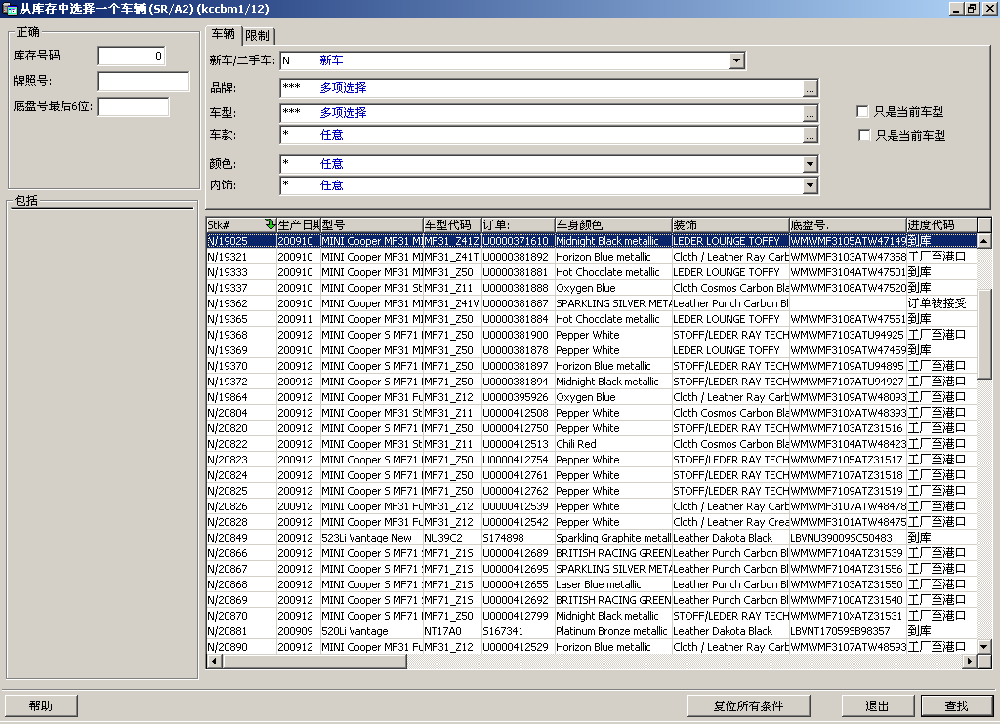 从库存中选择一个车辆 (SR/A2) (kccbm1/12)
正确
库存号码: 0
牌照号:
底盘号最后6位:
包括
车辆 限制
新车/二手车: N 新车
品牌: *** 多项选择 ...
车型: *** 多项选择 ... 只是当前车型
车款: * 任意 ... 只是当前车型
颜色: * 任意
内饰: * 任意
Stk# 生产日期 型号 车型代码 订单: 车身颜色 装饰 底盘号. 进度代码
N/19025 200910 MINI Cooper MF31 MI MF31_Z41Z U0000371610 Midnight Black metallic LEDER LOUNGE TOFFY WMWMF3105ATW47149 到库
N/19321 200910 MINI Cooper MF31 MI MF31_Z41T U0000381892 Horizon Blue metallic Cloth / Leather Ray Carb WMWMF3103ATW47358 工厂至港口
N/19333 200910 MINI Cooper MF31 MI MF31_Z50 U0000381881 Hot Chocolate metallic LEDER LOUNGE TOFFY WMWMF3104ATW47501 到库
N/19337 200910 MINI Cooper MF31 St MF31_Z11 U0000381888 Oxygen Blue Cloth Cosmos Carbon Bla WMWMF3108ATW47520 到库
N/19362 200910 MINI Cooper MF31 MI MF31_Z41V U0000381887 SPARKLING SILVER META Leather Punch Carbon Bl 订单被接受
N/19365 200911 MINI Cooper MF31 MI MF31_Z50 U0000381884 Hot Chocolate metallic LEDER LOUNGE TOFFY WMWMF3108ATW47551 到库
N/19368 200912 MINI Cooper S MF71 I MF71_Z50 U0000381900 Pepper White STOFF/LEDER RAY TECH WMWMF7103ATU94925 工厂至港口
N/19369 200910 MINI Cooper MF31 MI MF31_Z50 U0000381878 Pepper White LEDER LOUNGE TOFFY WMWMF3109ATW47459 到库
N/19370 200912 MINI Cooper S MF71 I MF71_Z50 U0000381897 Horizon Blue metallic STOFF/LEDER RAY TECH WMWMF7109ATU94895 工厂至港口
N/19372 200912 MINI Cooper S MF71 I MF71_Z50 U0000381894 Midnight Black metallic STOFF/LEDER RAY TECH WMWMF7107ATU94927 工厂至港口
N/19864 200912 MINI Cooper MF31 Fu MF31_Z12 U0000395926 Oxygen Blue Cloth / Leather Ray Carb WMWMF3109ATW48093 工厂至港口
N/20804 200912 MINI Cooper MF31 St MF31_Z11 U0000412508 Pepper White Cloth Cosmos Carbon Bla WMWMF310XATW48393 工厂至港口
N/20820 200912 MINI Cooper S MF71 I MF71_Z50 U0000412750 Pepper White STOFF/LEDER RAY TECH WMWMF7103ATZ31516 工厂至港口
N/20822 200912 MINI Cooper MF31 St MF31_Z11 U0000412513 Chili Red Cloth Cosmos Carbon Bla WMWMF3104ATW48423 工厂至港口
N/20823 200912 MINI Cooper S MF71 I MF71_Z50 U0000412754 Pepper White STOFF/LEDER RAY TECH WMWMF7105ATZ31517 工厂至港口
N/20824 200912 MINI Cooper S MF71 I MF71_Z50 U0000412761 Pepper White STOFF/LEDER RAY TECH WMWMF7107ATZ31518 工厂至港口
N/20825 200912 MINI Cooper S MF71 I MF71_Z50 U0000412762 Pepper White STOFF/LEDER RAY TECH WMWMF7109ATZ31519 工厂至港口
N/20826 200912 MINI Cooper MF31 Fu MF31_Z12 U0000412539 Pepper White Cloth / Leather Ray Carb WMWMF3107ATW48478 工厂至港口
N/20828 200912 MINI Cooper MF31 Fu MF31_Z12 U0000412542 Pepper White Cloth / Leather Ray Crea WMWMF3101ATW48475 工厂至港口
N/20849 200912 523Li Vantage New NU39C2 S174898 Sparkling Graphite metall Leather Dakota Black LBVNU39009SC50483 到库
N/20866 200912 MINI Cooper S MF71 S MF71_Z1S U0000412689 BRITISH RACING GREEN Leather Punch Carbon Bl WMWMF7104ATZ31539 工厂至港口
N/20867 200912 MINI Cooper S MF71 S MF71_Z1S U0000412695 SPARKLING SILVER META Leather Punch Carbon Bl WMWMF7104ATZ31556 工厂至港口
N/20868 200912 MINI Cooper S MF71 S MF71_Z1S U0000412655 Laser Blue metallic Leather Punch Carbon Bl WMWMF7103ATZ31550 工厂至港口
N/20869 200912 MINI Cooper S MF71 S MF71_Z1S U0000412692 BRITISH RACING GREEN Leather Punch Carbon Bl WMWMF7100ATZ31540 工厂至港口
N/20870 200912 MINI Cooper S MF71 I MF71_Z50 U0000412799 Midnight Black metallic STOFF/LEDER RAY TECH WMWMF710XATZ31531 工厂至港口
N/20881 200909 520Li Vantage NT17A0 S167341 Platinum Bronze metallic Leather Dakota Black LBVNT17059SB98357 到库
N/20890 200912 MINI Cooper MF31 Fu MF31_Z12 U0000412529 Horizon Blue metallic Cloth / Leather Ray Carb WMWMF3107ATW48593 工厂至港口
帮助 复位所有条件 退出 查找